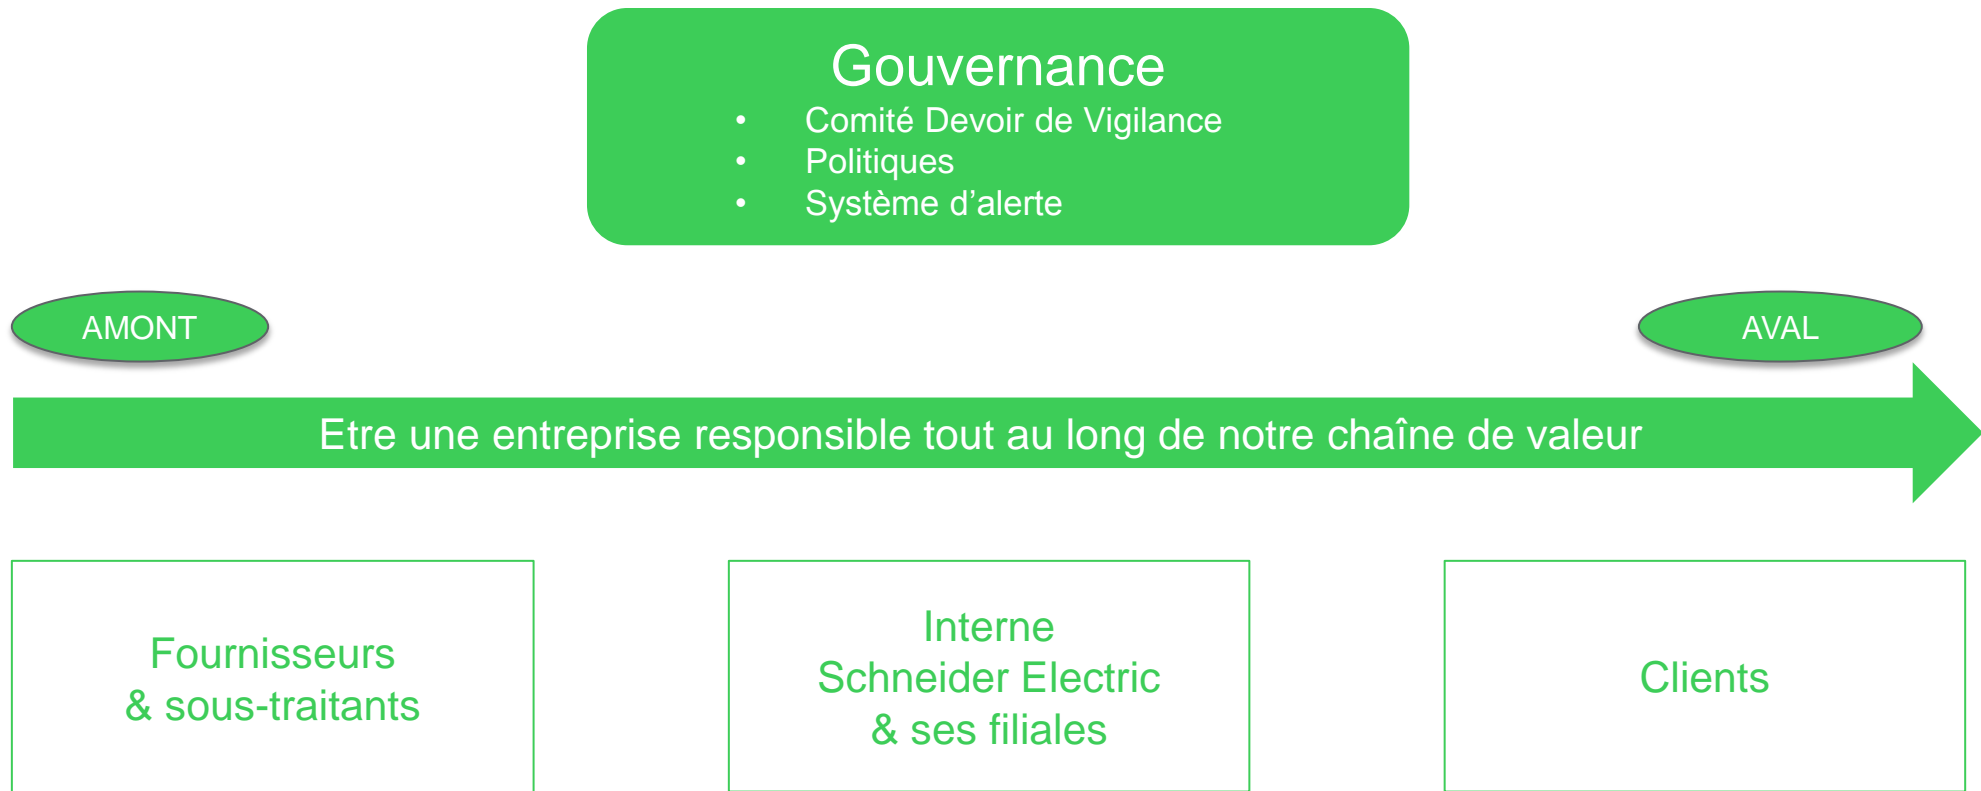 Gouvernance
• Comité Devoir de Vigilance
• Politiques
• Système d’alerte
AMONT
AVAL
Etre une entreprise responsible tout au long de notre chaîne de valeur
Fournisseurs
& sous-traitants
Interne
Schneider Electric
& ses filiales
Clients